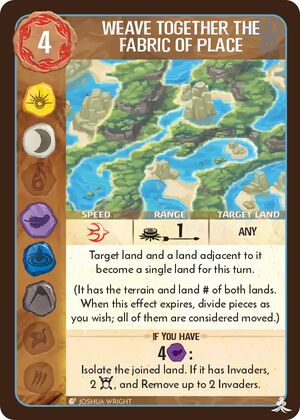 4
WEAVE TOGETHER THE
FABRIC OF PLACE
SPEED RANGE TARGET LAND
1 ANY
Target land and a land adjacent to it
become a single land for this turn.
(It has the terrain and land # of both lands.
When this effect expires, divide pieces as
you wish; all of them are considered moved.)
IF YOU HAVE
4 :
Isolate the joined land. If it has Invaders,
2 , and Remove up to 2 Invaders.
JOSHUA WRIGHT